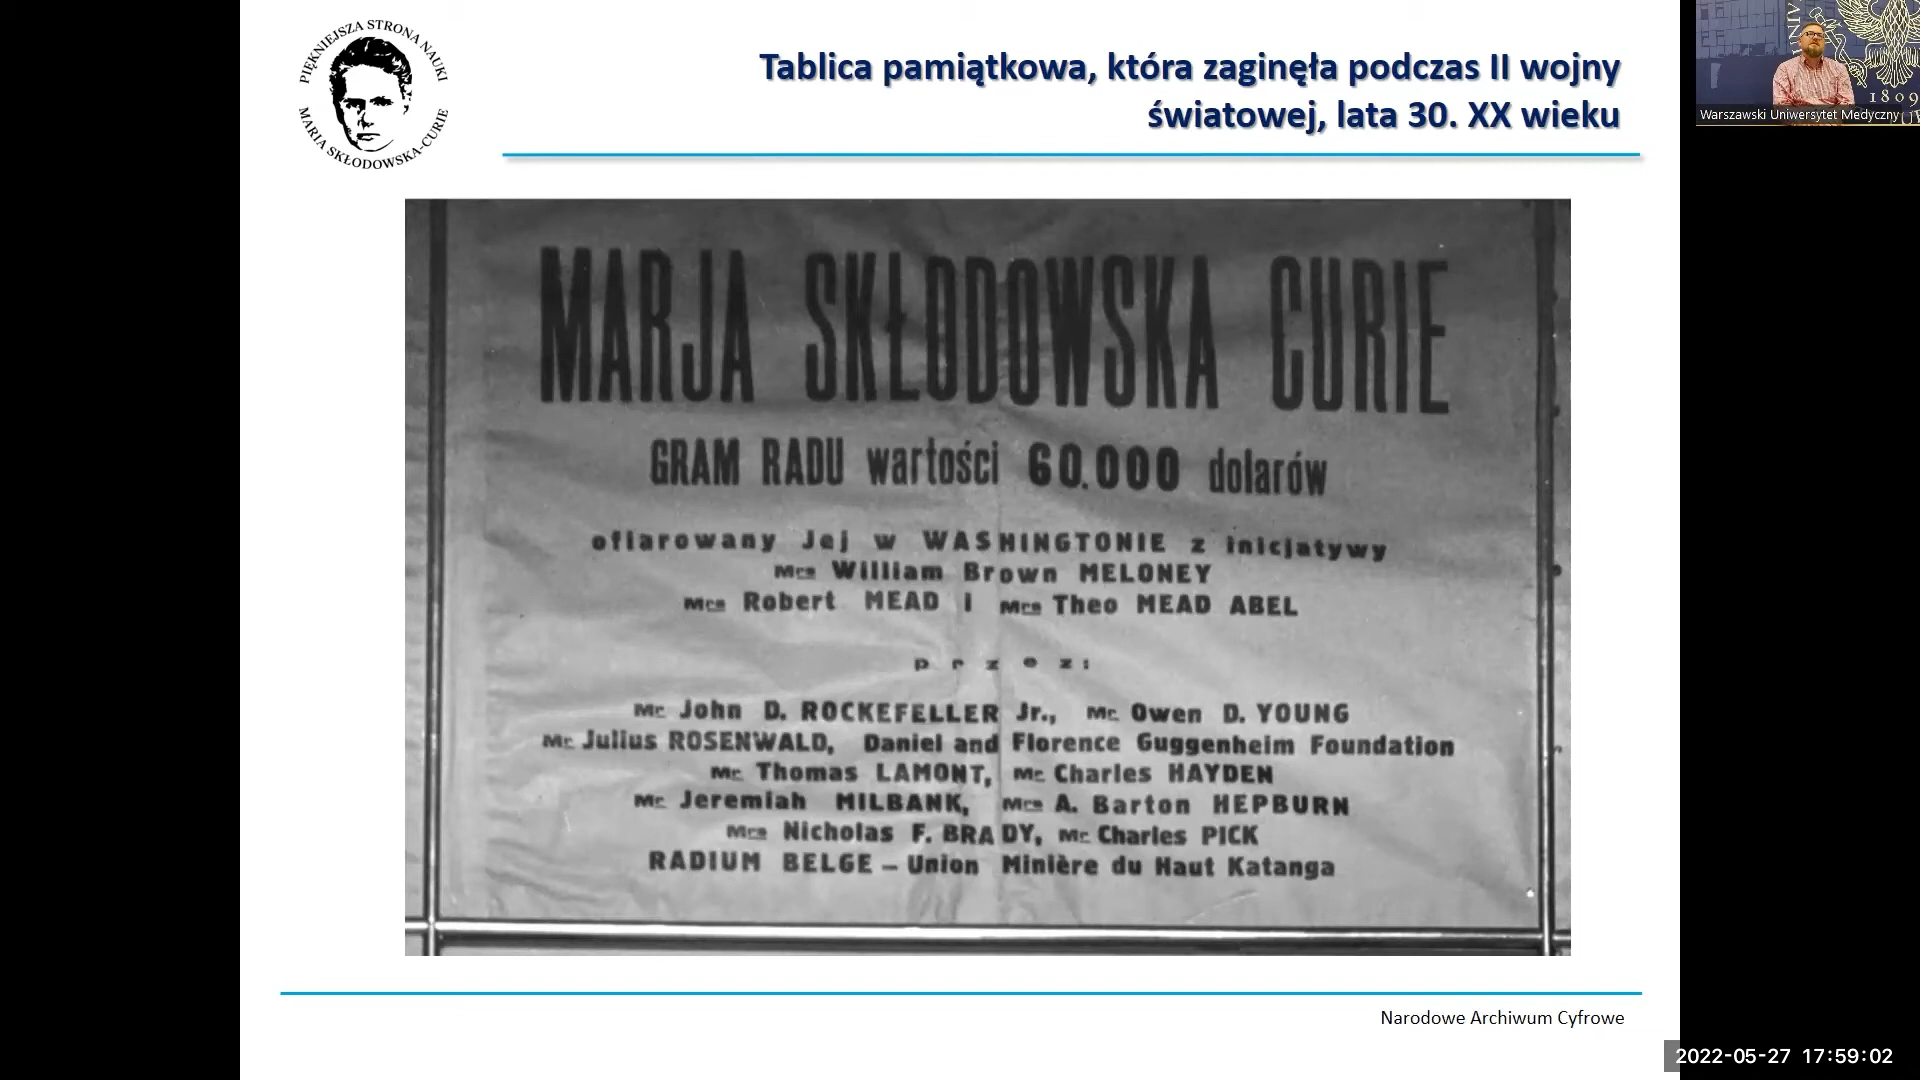 PIĘKNIEJSZA STRONA NAUKI
MARIA SKŁODOWSKA-CURIE
Tablica pamiątkowa, która zaginęła podczas II wojny
światowej, lata 30. XX wieku
MARJA SKŁODOWSKA CURIE
GRAM RADU wartości 60.000 dolarów
ofiarowany Jej w WASHINGTONIE z inicjatywy
Mrs William Brown MELONEY
Mrs Robert MEAD i Mrs Theo MEAD ABEL
przez:
Mr John D. ROCKEFELLER Jr., Mr Owen D. YOUNG
Mr Julius ROSENWALD, Daniel and Florence Guggenheim Foundation
Mr Thomas LAMONT, Mr Charles HAYDEN
Mr Jeremiah MILBANK, Mrs A. Barton HEPBURN
Mrs Nicholas F. BRADY, Mr Charles PICK
RADIUM BELGE – Union Minière du Haut Katanga
Narodowe Archiwum Cyfrowe
1809
Warszawski Uniwersytet Medyczny
2022-05-27 17:59:02